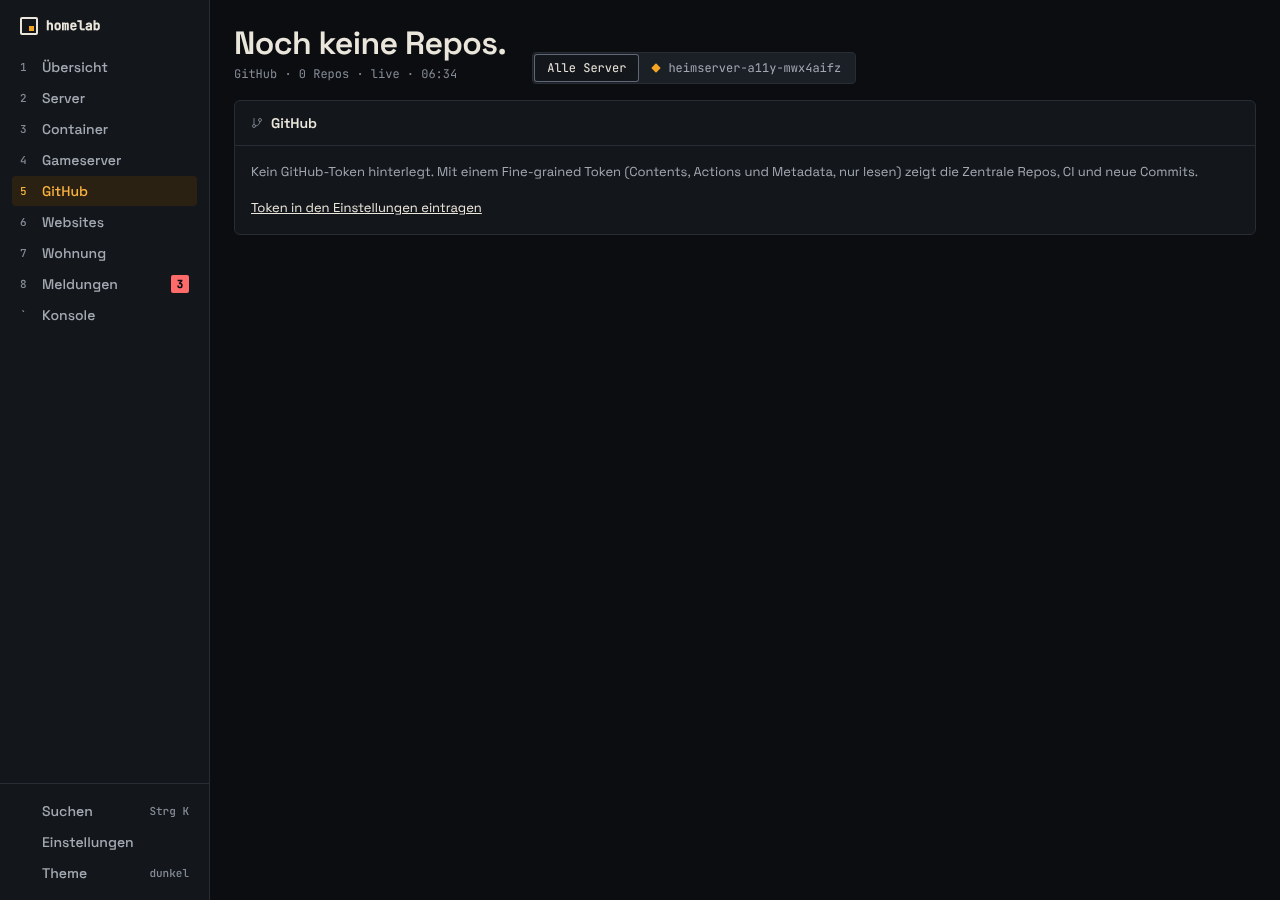 homelab
1 Übersicht
2 Server
3 Container
4 Gameserver
5 GitHub
6 Websites
7 Wohnung
8 Meldungen 3
` Konsole
Suchen Strg K
Einstellungen
Theme dunkel
Noch keine Repos.
GitHub · 0 Repos · live · 06:34
Alle Server heimserver-a11y-mwx4aifz
GitHub
Kein GitHub-Token hinterlegt. Mit einem Fine-grained Token (Contents, Actions und Metadata, nur lesen) zeigt die Zentrale Repos, CI und neue Commits.
Token in den Einstellungen eintragen